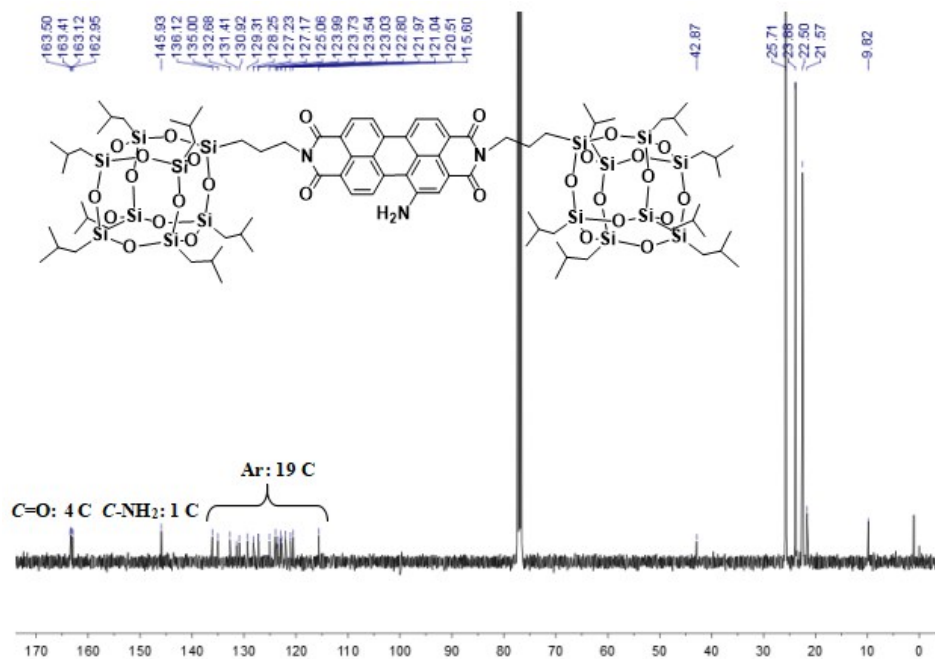 163.50
163.41
163.12
162.95
145.93
136.12
135.00
132.68
131.41
130.92
129.31
128.25
127.23
127.17
125.06
123.99
123.73
123.54
123.03
122.80
121.97
121.04
120.51
115.60
42.87
25.71
23.88
22.50
21.57
9.82
Si O Si O
O Si Si
O O O O
O Si O Si
Si O Si
O O O O
N N
O O
H₂N
Si O Si O
O Si Si
O O O O
O Si O Si
Si O Si
Ar: 19 C
C=O: 4 C C-NH₂: 1 C
170 160 150 140 130 120 110 100 90 80 70 60 50 40 30 20 10 0